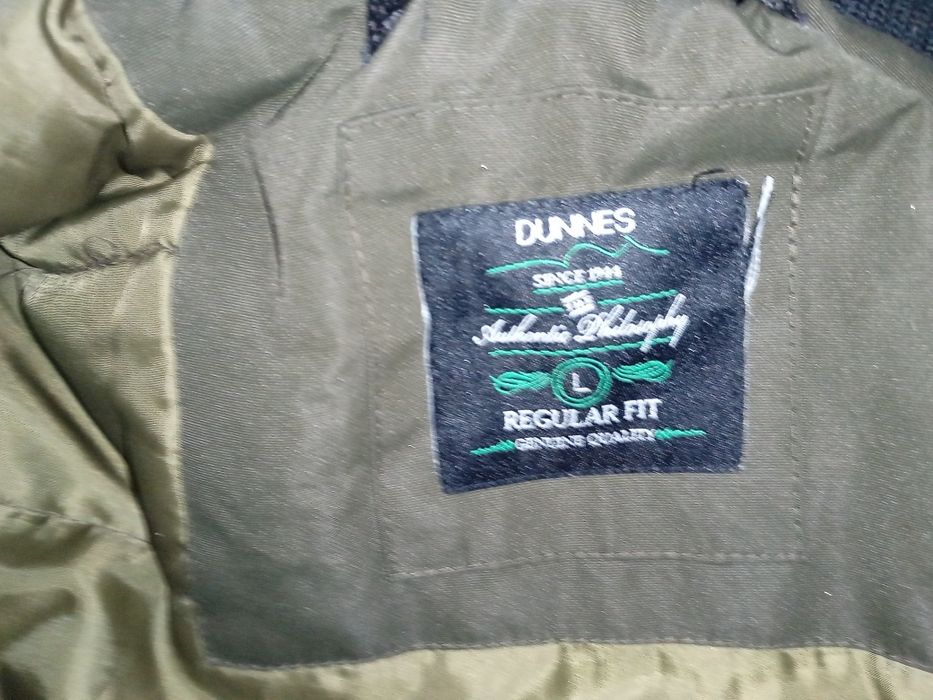 DUNNES
SINCE 1944
Authentic Philosophy
L
REGULAR FIT
GENUINE QUALITY